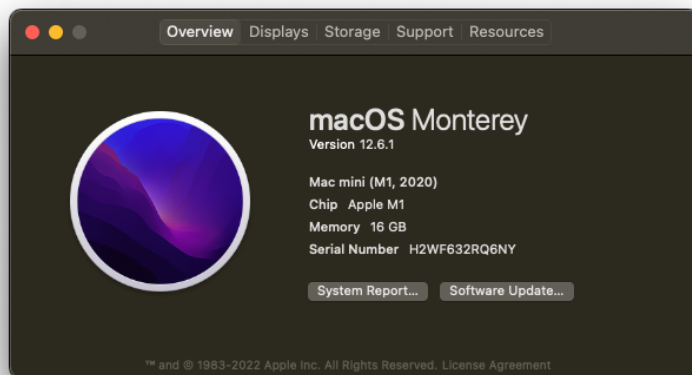 Overview Displays Storage Support Resources
macOS Monterey
Version 12.6.1
Mac mini (M1, 2020)
Chip Apple M1
Memory 16 GB
Serial Number H2WF632RQ6NY
System Report... Software Update...
™ and © 1983-2022 Apple Inc. All Rights Reserved. License Agreement